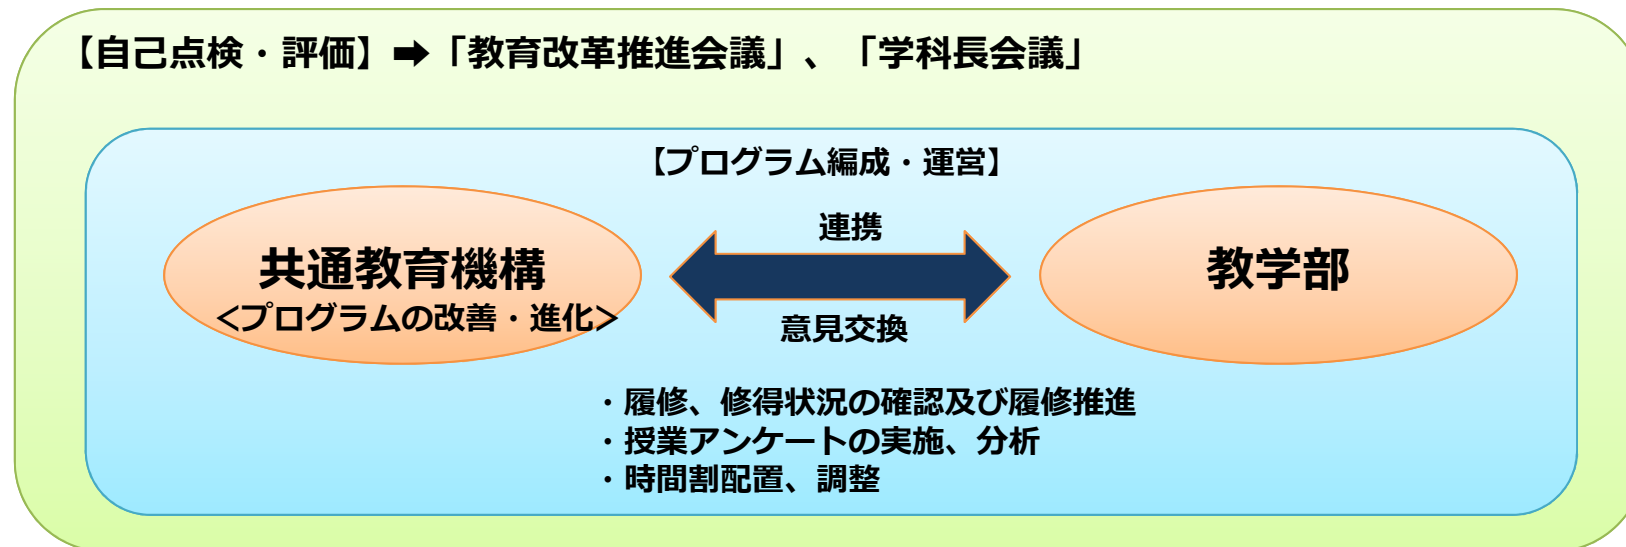 【自己点検・評価】➡「教育改革推進会議」、「学科長会議」
【プログラム編成・運営】
連携
共通教育機構
<プログラムの改善・進化>
教学部
意見交換
・履修、修得状況の確認及び履修推進
・授業アンケートの実施、分析
・時間割配置、調整